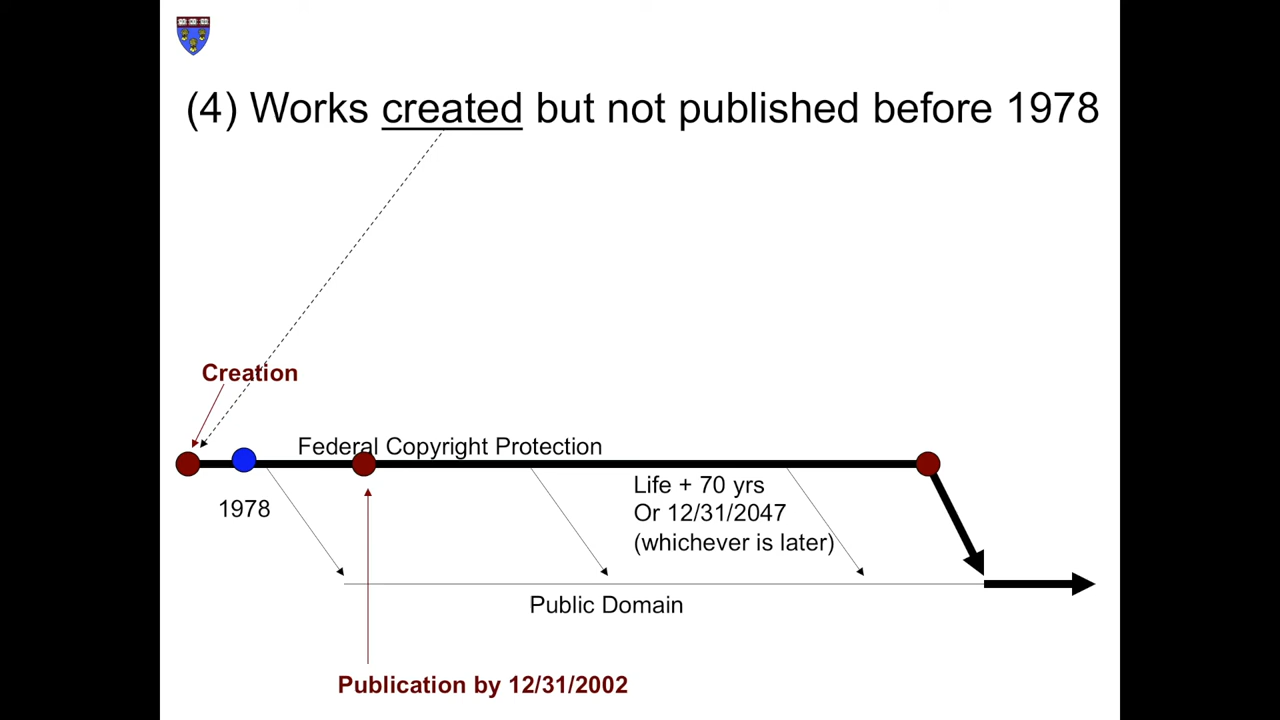 (4) Works created but not published before 1978
Creation
Federal Copyright Protection
Life + 70 yrs
Or 12/31/2047
(whichever is later)
1978
Public Domain
Publication by 12/31/2002